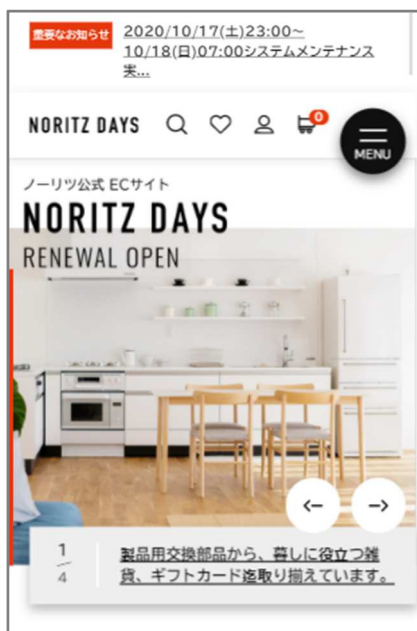 重要なお知らせ
2020/10/17(土)23:00~
10/18(日)07:00システムメンテナンス
実...
NORITZ DAYS
0
MENU
ノーリツ公式 ECサイト
NORITZ DAYS
RENEWAL OPEN
1
4
製品用交換部品から、暮しに役立つ雑
貨、ギフトカード迄取り揃えています。